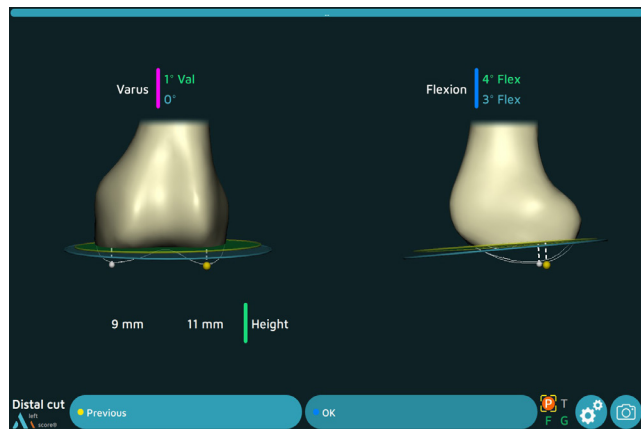 ..
Varus
1° Val
0°
Flexion
4° Flex
3° Flex
9 mm
11 mm
Height
Distal cut
left
score®
Previous
OK
P T
F G